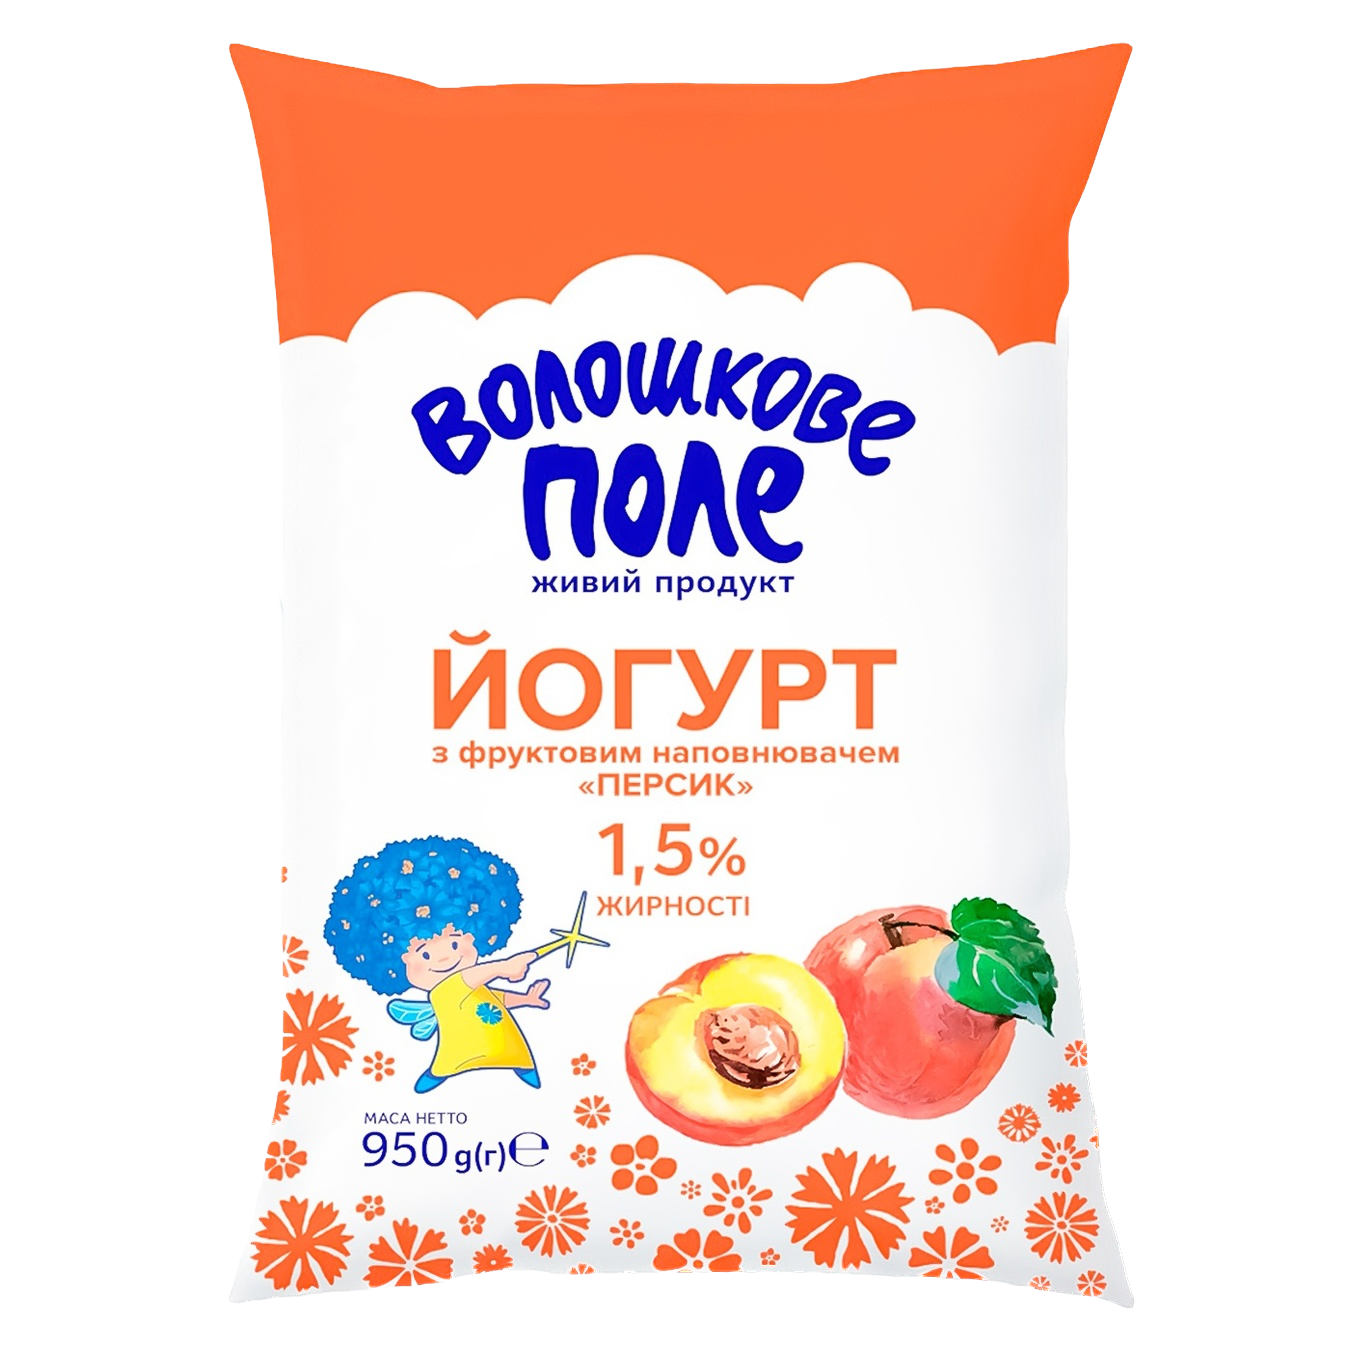 ВОЛОШКОВЕ
ПОЛЕ
живий продукт
ЙОГУРТ
з фруктовим наповнювачем
«ПЕРСИК»
1,5%
ЖИРНОСТІ
МАСА НЕТТО
950g(г)℮